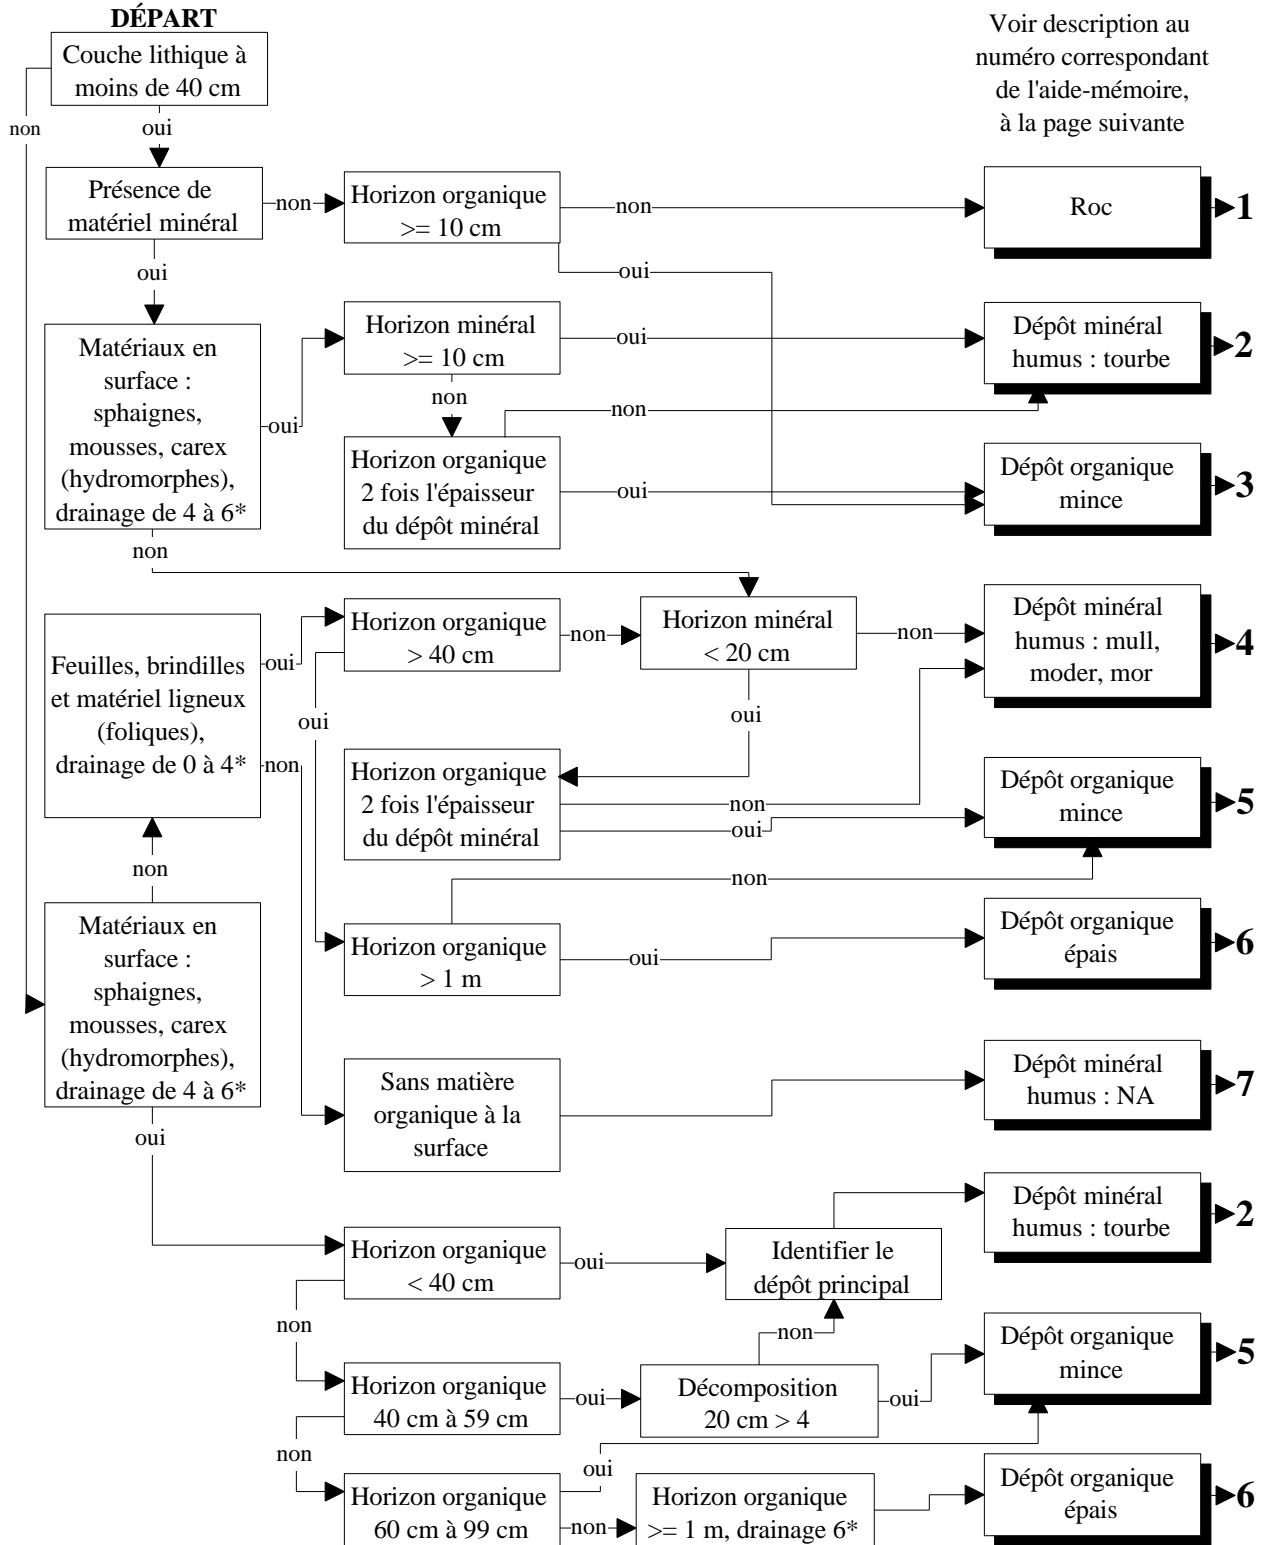 DÉPART
Couche lithique à
moins de 40 cm
Voir description au
numéro correspondant
de l'aide-mémoire,
à la page suivante
non
oui
Présence de
matériel minéral
non
Horizon organique
>= 10 cm
non
Roc
1
oui
oui
Matériaux en
surface :
sphaignes,
mousses, carex
(hydromorphes),
drainage de 4 à 6*
oui
Horizon minéral
>= 10 cm
oui
Dépôt minéral
humus : tourbe
2
non
non
Horizon organique
2 fois l'épaisseur
du dépôt minéral
oui
Dépôt organique
mince
3
non
Feuilles, brindilles
et matériel ligneux
(foliques),
drainage de 0 à 4*
oui
Horizon organique
> 40 cm
non
Horizon minéral
< 20 cm
non
Dépôt minéral
humus : mull,
moder, mor
4
oui
oui
non
Horizon organique
2 fois l'épaisseur
du dépôt minéral
non
oui
Dépôt organique
mince
5
non
non
Matériaux en
surface :
sphaignes,
mousses, carex
(hydromorphes),
drainage de 4 à 6*
Horizon organique
> 1 m
oui
Dépôt organique
épais
6
Sans matière
organique à la
surface
Dépôt minéral
humus : NA
7
oui
Horizon organique
< 40 cm
oui
Identifier le
dépôt principal
Dépôt minéral
humus : tourbe
2
non
non
Horizon organique
40 cm à 59 cm
oui
Décomposition
20 cm > 4
oui
Dépôt organique
mince
5
non
oui
Horizon organique
60 cm à 99 cm
non
Horizon organique
>= 1 m, drainage 6*
Dépôt organique
épais
6